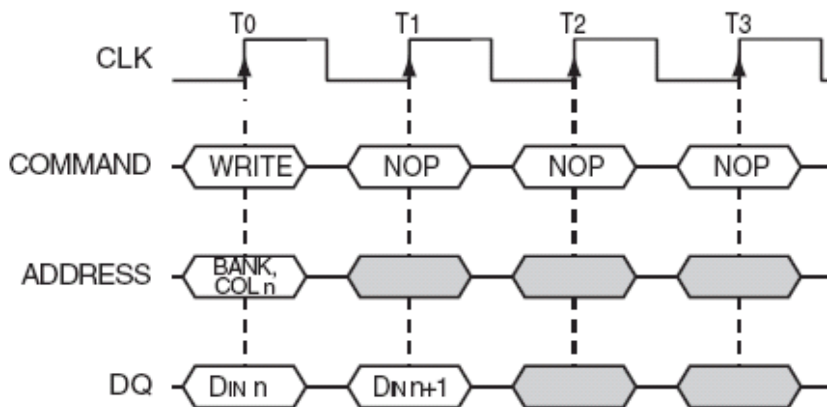 T0 T1 T2 T3
CLK
COMMAND WRITE NOP NOP NOP
ADDRESS BANK,
COL n
DQ DIN n DIN n+1